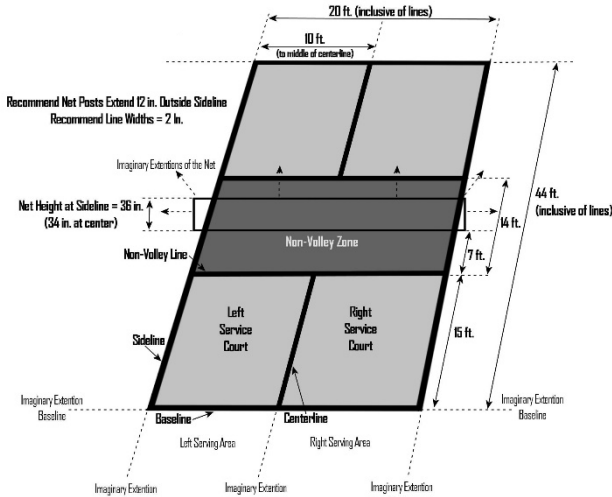 20 ft. (inclusive of lines)
10 ft.
(to middle of centerline)
Recommend Net Posts Extend 12 in. Outside Sideline
Recommend Line Widths = 2 In.
Imaginary Extentions of the Net
Net Height at Sideline = 36 in.
(34 in. at center)
44 ft.
(inclusive of lines)
14 ft.
Non-Volley Zone
7 ft.
Non-Volley Line
Left
Service
Court
Right
Service
Court
15 ft.
Sideline
Imaginary Extention
Baseline
Imaginary Extention
Baseline
Baseline
Centerline
Left Serving Area
Right Serving Area
Imaginary Extention
Imaginary Extention
Imaginary Extention